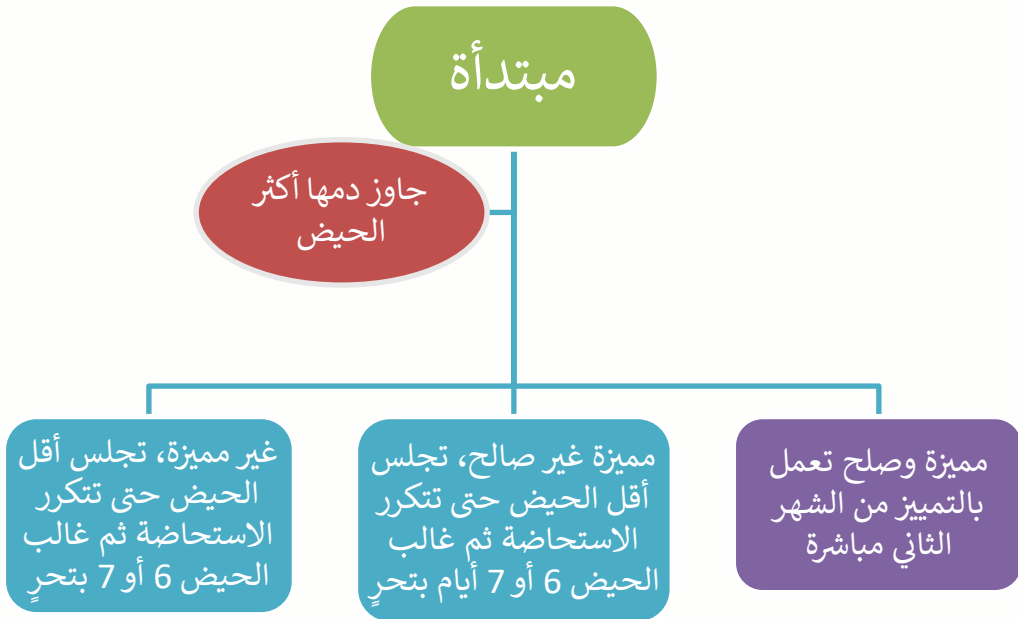 مبتدأة
جاوز دمها أكثر
الحيض
مميزة وصلح تعمل
بالتمييز من الشهر
الثاني مباشرة
مميزة غير صالح، تجلس
أقل الحيض حتى تتكرر
الاستحاضة ثم غالب
الحيض 6 أو 7 أيام بتحرٍ
غير مميزة، تجلس أقل
الحيض حتى تتكرر
الاستحاضة ثم غالب
الحيض 6 أو 7 بتحرٍ